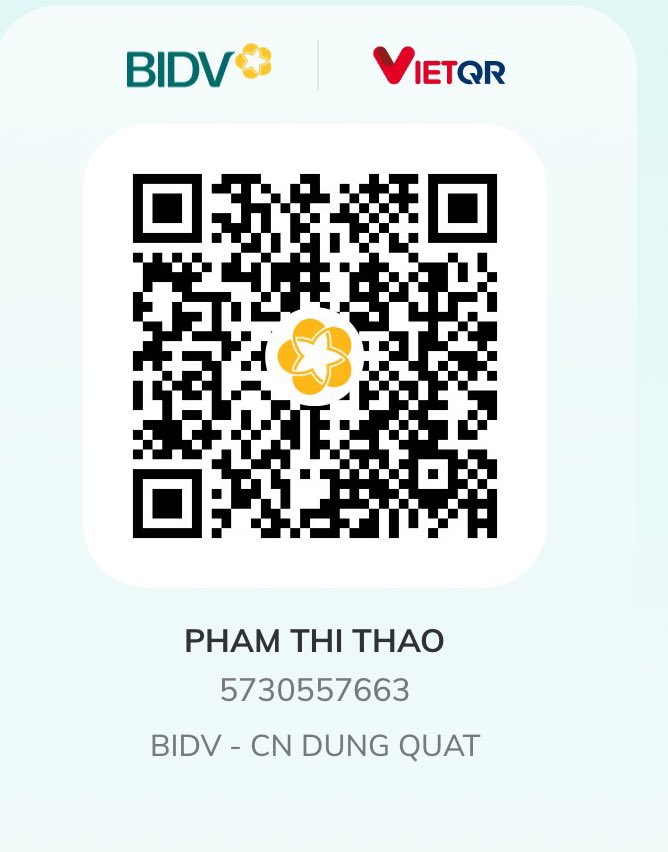 BIDV
VIETQR
PHAM THI THAO
5730557663
BIDV - CN DUNG QUAT